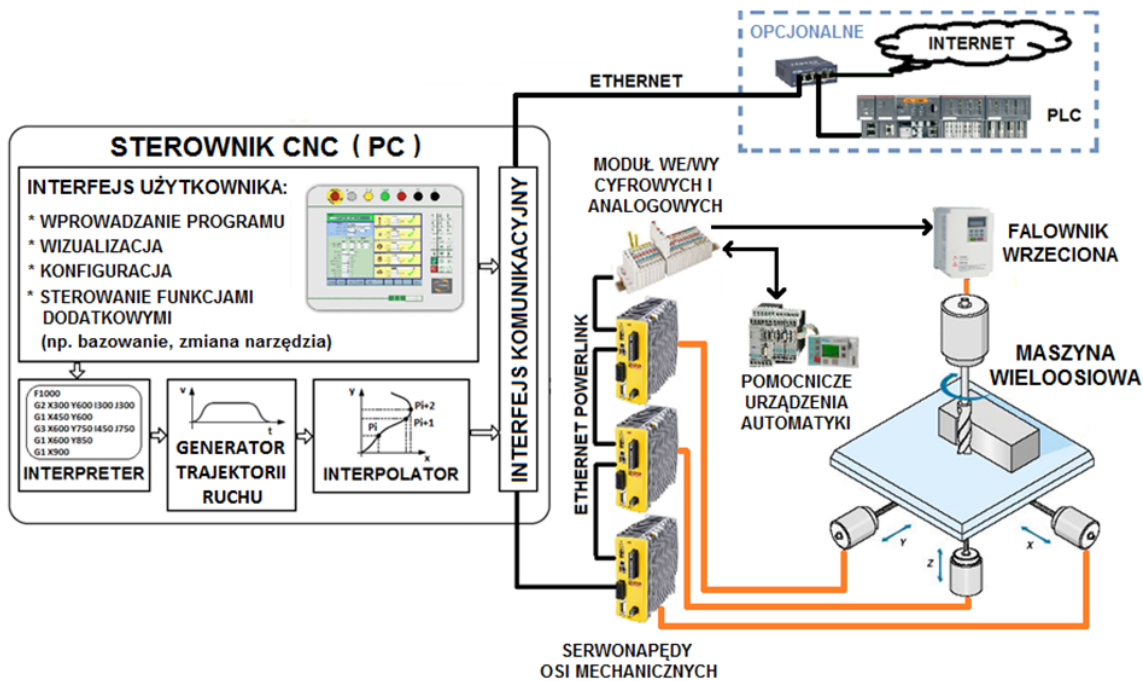 OPCJONALNE
INTERNET
ETHERNET
PLC
STEROWNIK CNC ( PC )
INTERFEJS UŻYTKOWNIKA:
* WPROWADZANIE PROGRAMU
* WIZUALIZACJA
* KONFIGURACJA
* STEROWANIE FUNKCJAMI
DODATKOWYMI
(np. bazowanie, zmiana narzędzia)
F1000
G2 X300 Y600 I300 J300
G1 X450 Y600
G3 X600 Y750 I450 J750
G1 X600 Y850
G1 X900
INTERPRETER
v
t
GENERATOR
TRAJEKTORII
RUCHU
y
Pi+2
Pi
Pi+1
x
INTERPOLATOR
INTERFEJS KOMUNIKACYJNY
MODUŁ WE/WY
CYFROWYCH I
ANALOGOWYCH
FALOWNIK
WRZECIONA
ETHERNET POWERLINK
POMOCNICZE
URZĄDZENIA
AUTOMATYKI
MASZYNA
WIELOOSIOWA
Y
Z
X
SERWONAPĘDY
OSI MECHANICZNYCH